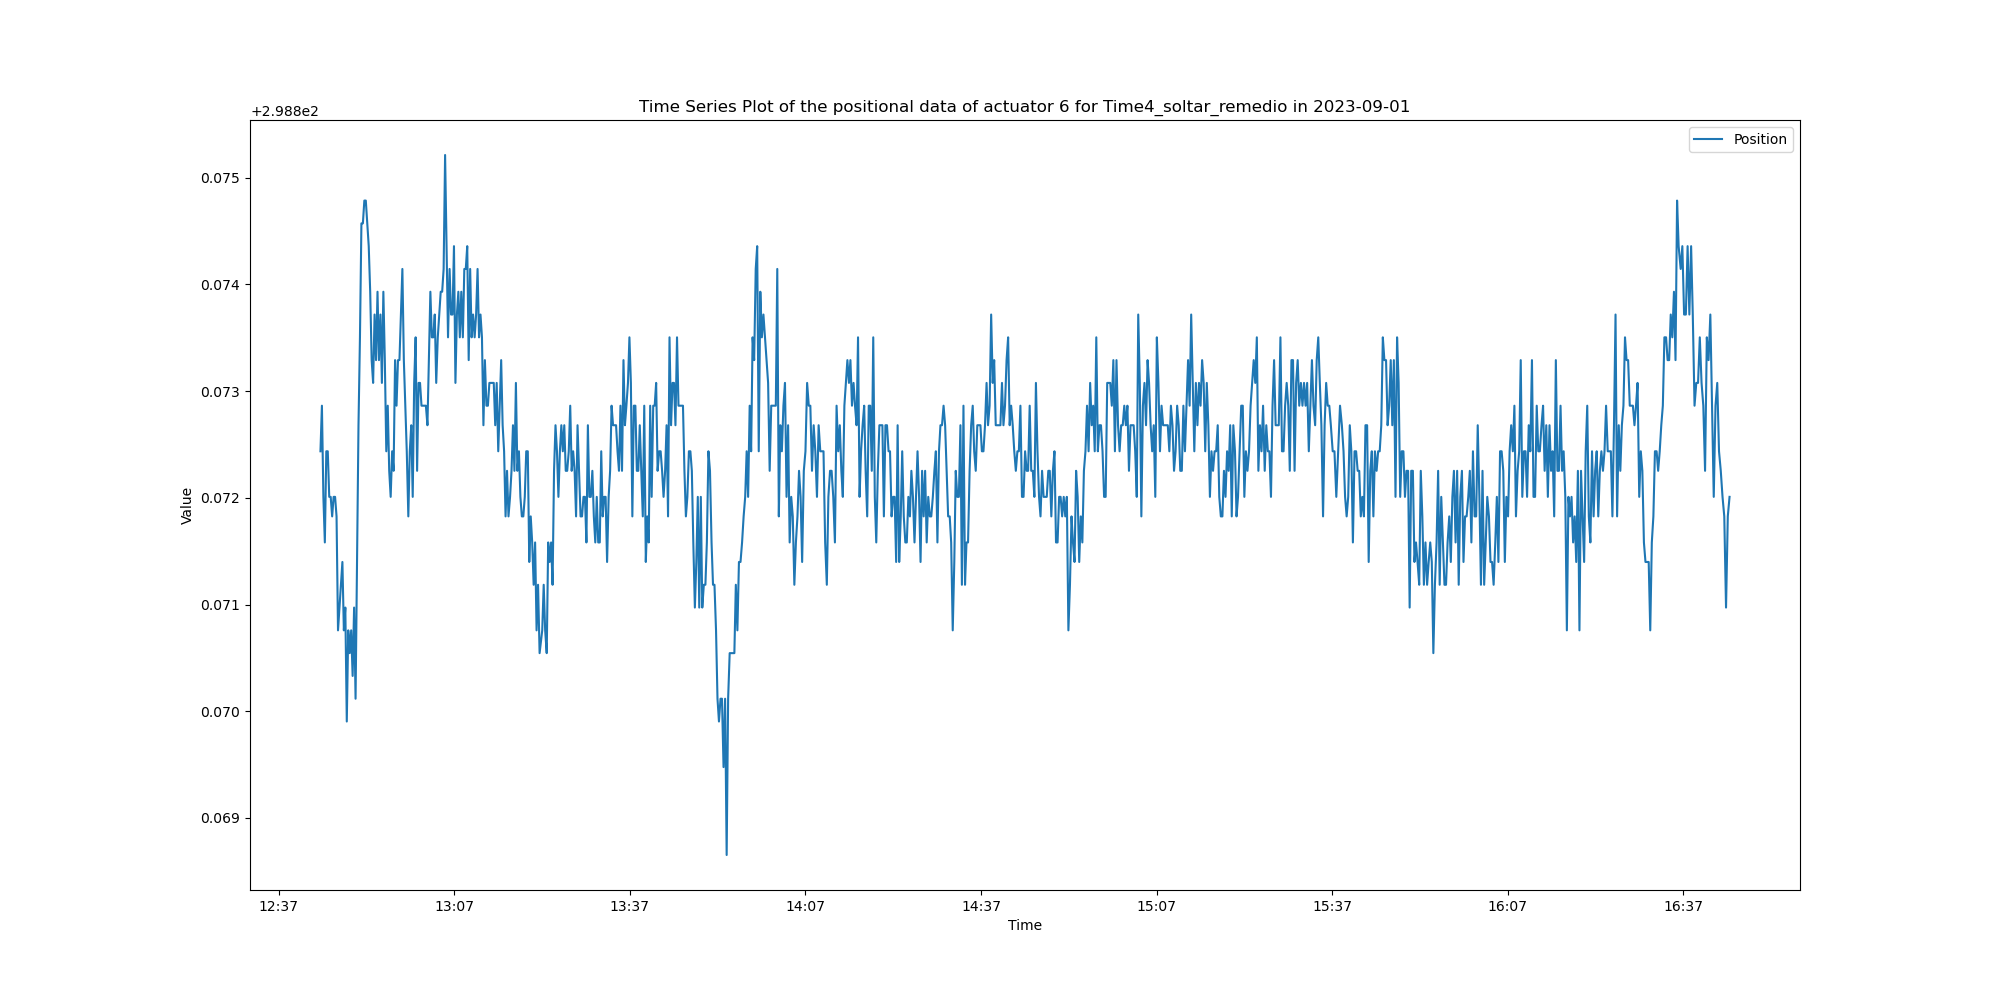 Time Series Plot of the positional data of actuator 6 for Time4_soltar_remedio in 2023-09-01
+2.988e2
Position
0.075
0.074
0.073
0.072
0.071
0.070
0.069
Value
12:37 13:07 13:37 14:07 14:37 15:07 15:37 16:07 16:37
Time